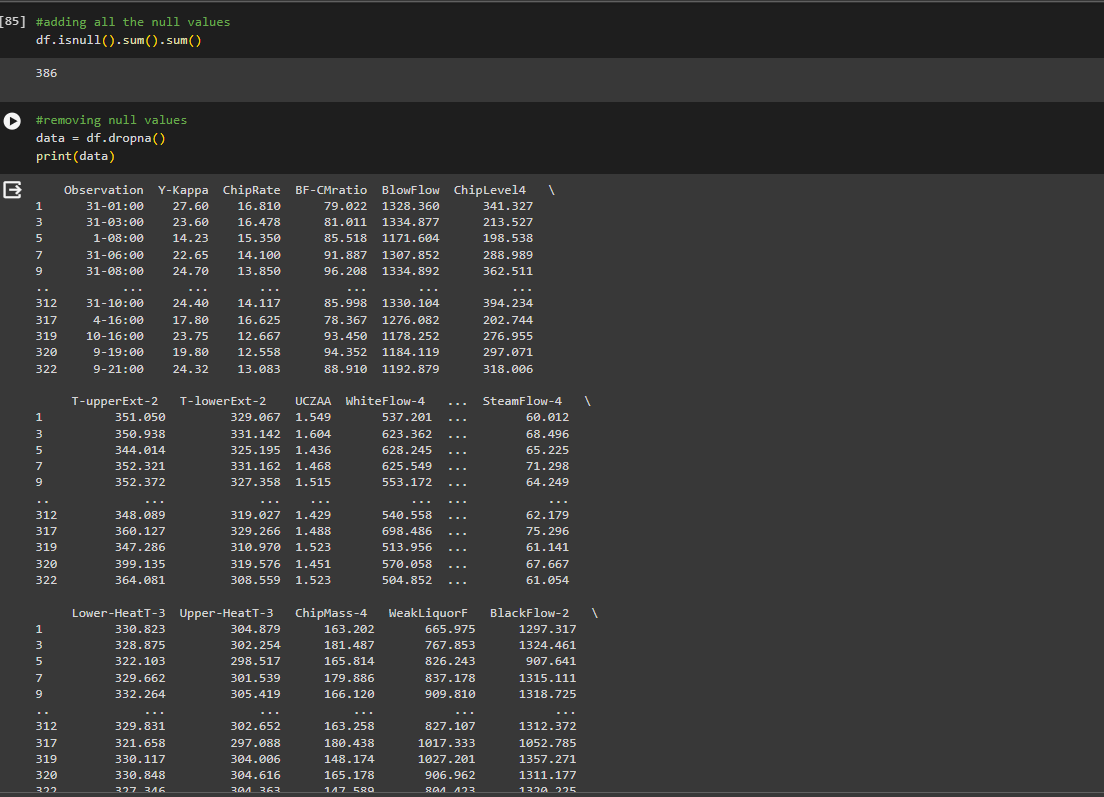 [85] #adding all the null values
df.isnull().sum().sum()
386
#removing null values
data = df.dropna()
print(data)
Observation Y-Kappa ChipRate BF-CMratio BlowFlow ChipLevel4 \
1 31-01:00 27.60 16.810 79.022 1328.360 341.327
3 31-03:00 23.60 16.478 81.011 1334.877 213.527
5 1-08:00 14.23 15.350 85.518 1171.604 198.538
7 31-06:00 22.65 14.100 91.887 1307.852 288.989
9 31-08:00 24.70 13.850 96.208 1334.892 362.511
.. ... ... ... ... ... ...
312 31-10:00 24.40 14.117 85.998 1330.104 394.234
317 4-16:00 17.80 16.625 78.367 1276.082 202.744
319 10-16:00 23.75 12.667 93.450 1178.252 276.955
320 9-19:00 19.80 12.558 94.352 1184.119 297.071
322 9-21:00 24.32 13.083 88.910 1192.879 318.006
T-upperExt-2 T-lowerExt-2 UCZAA WhiteFlow-4 ... SteamFlow-4 \
1 351.050 329.067 1.549 537.201 ... 60.012
3 350.938 331.142 1.604 623.362 ... 68.496
5 344.014 325.195 1.436 628.245 ... 65.225
7 352.321 331.162 1.468 625.549 ... 71.298
9 352.372 327.358 1.515 553.172 ... 64.249
.. ... ... ... ... ... ...
312 348.089 319.027 1.429 540.558 ... 62.179
317 360.127 329.266 1.488 698.486 ... 75.296
319 347.286 310.970 1.523 513.956 ... 61.141
320 399.135 319.576 1.451 570.058 ... 67.667
322 364.081 308.559 1.523 504.852 ... 61.054
Lower-HeatT-3 Upper-HeatT-3 ChipMass-4 WeakLiquorF BlackFlow-2 \
1 330.823 304.879 163.202 665.975 1297.317
3 328.875 302.254 181.487 767.853 1324.461
5 322.103 298.517 165.814 826.243 907.641
7 329.662 301.539 179.886 837.178 1315.111
9 332.264 305.419 166.120 909.810 1318.725
.. ... ... ... ... ...
312 329.831 302.652 163.258 827.107 1312.372
317 321.658 297.088 180.438 1017.333 1052.785
319 330.117 304.006 148.174 1027.201 1357.271
320 330.848 304.616 165.178 906.962 1311.177
322 327.346 304.363 147.589 804.423 1320.225